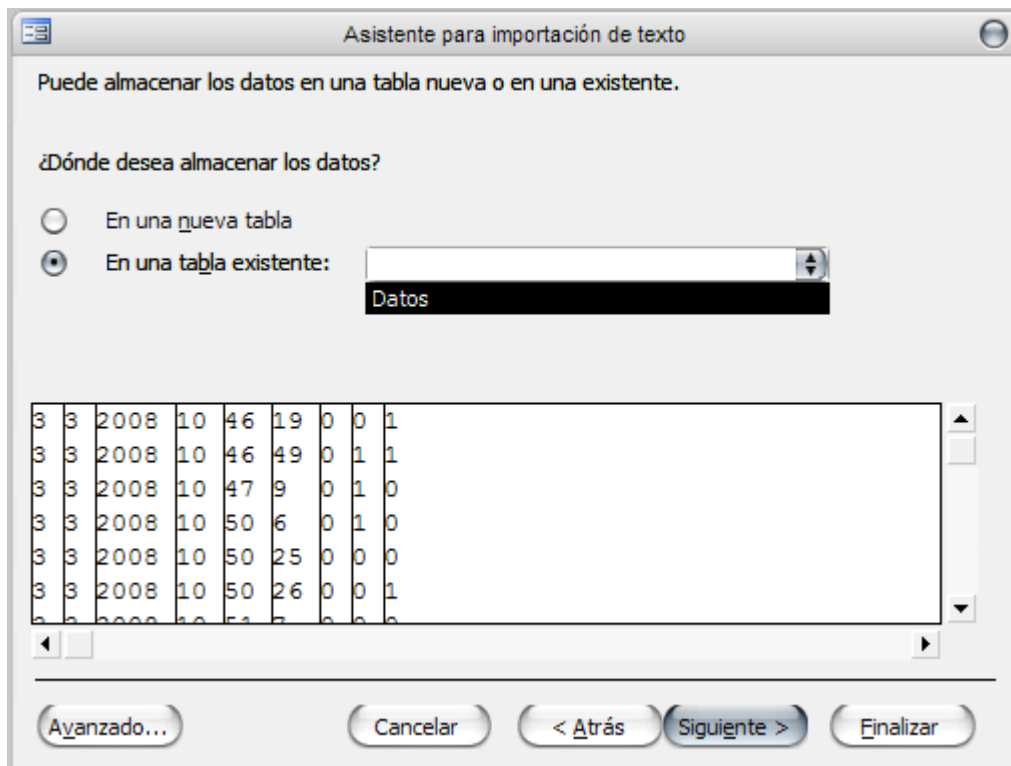 Asistente para importación de texto
Puede almacenar los datos en una tabla nueva o en una existente.
¿Dónde desea almacenar los datos?
En una nueva tabla
En una tabla existente:
Datos
3 3 2008 10 46 19 0 0 1
3 3 2008 10 46 49 0 1 1
3 3 2008 10 47 9 0 1 0
3 3 2008 10 50 6 0 1 0
3 3 2008 10 50 25 0 0 0
3 3 2008 10 50 26 0 0 1
Avanzado... Cancelar < Atrás Siguiente > Finalizar